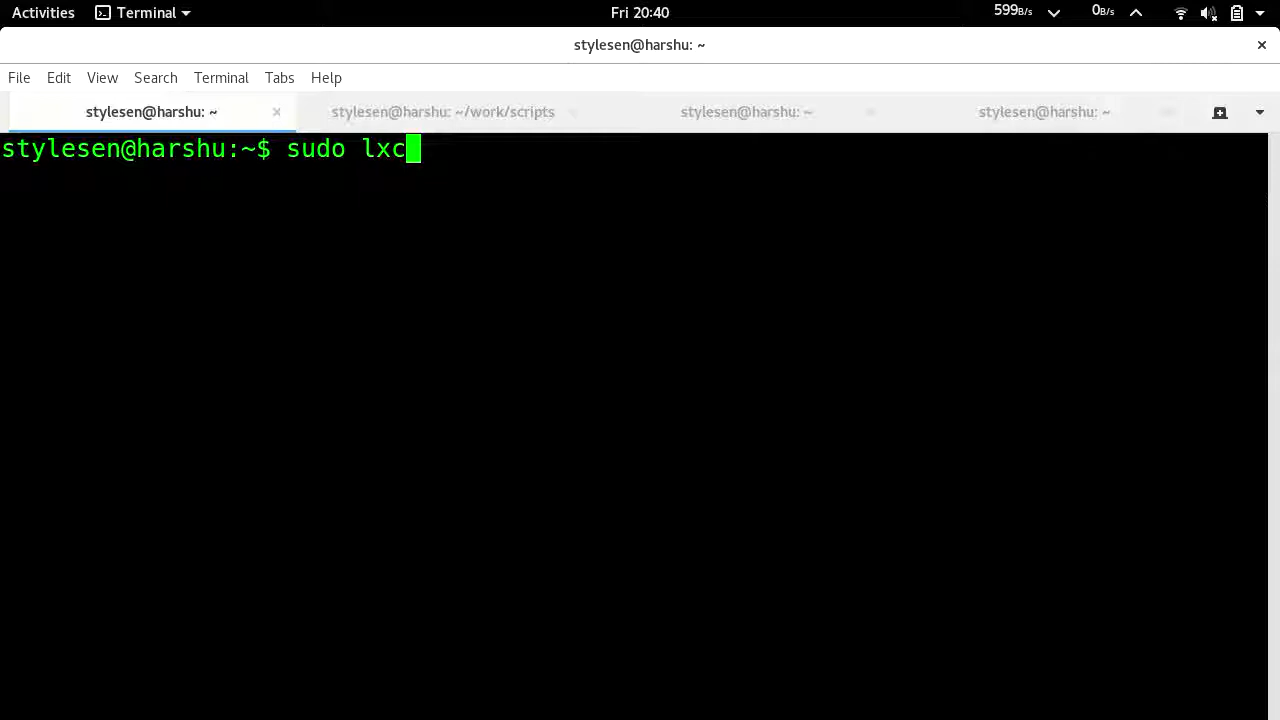 Activities Terminal Fri 20:40 599B/s 0B/s
stylesen@harshu: ~
File Edit View Search Terminal Tabs Help
stylesen@harshu: ~ stylesen@harshu: ~/work/scripts stylesen@harshu: ~ stylesen@harshu: ~
stylesen@harshu:~$ sudo lxc